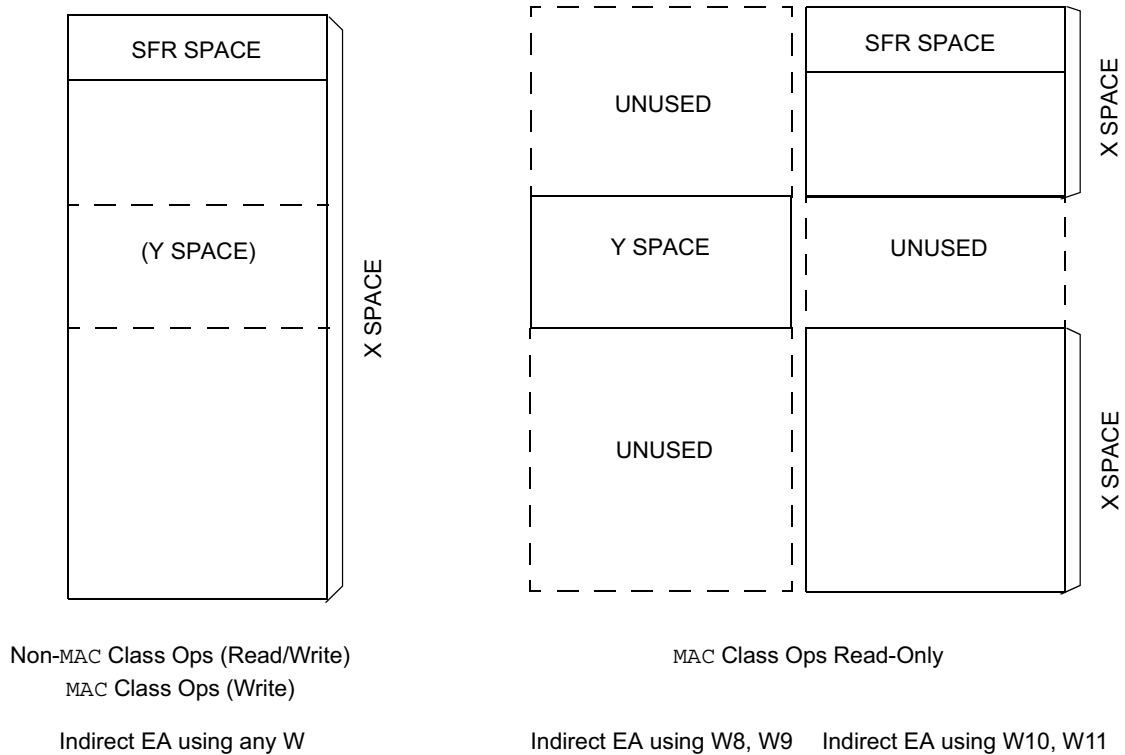 SFR SPACE
(Y SPACE)
X SPACE
UNUSED
Y SPACE
UNUSED
SFR SPACE
X SPACE
UNUSED
X SPACE
Non-MAC Class Ops (Read/Write)
MAC Class Ops (Write)
MAC Class Ops Read-Only
Indirect EA using any W
Indirect EA using W8, W9
Indirect EA using W10, W11